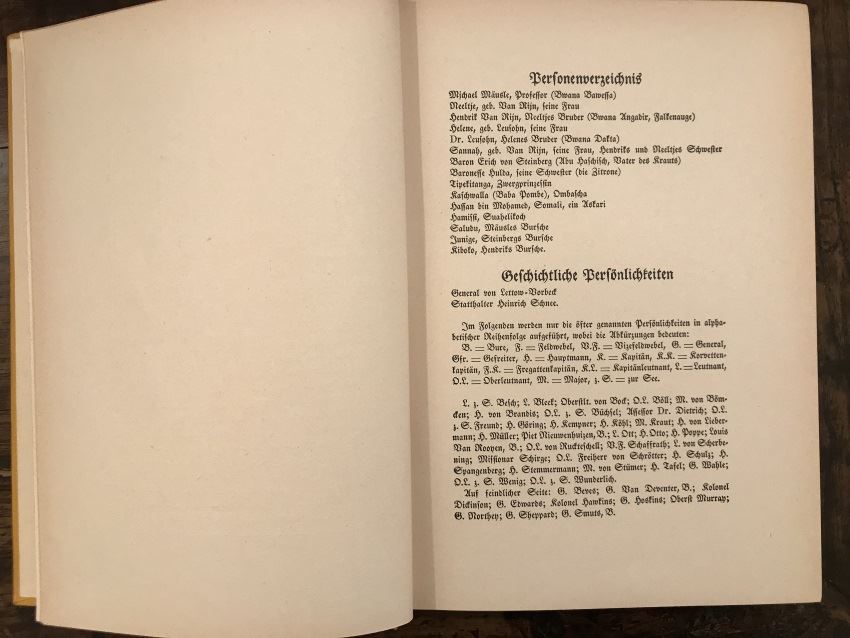 Personenverzeichnis
Michael Mäusle, Professor (Bwana Bawessa)
Neeltje, geb. Van Rijn, seine Frau
Hendrik Van Rijn, Neeltjes Bruder (Bwana Angadir, Falkenauge)
Helene, geb. Leusohn, seine Frau
Dr. Leusohn, Helenes Bruder (Bwana Dakta)
Sannah, geb. Van Rijn, seine Frau, Hendriks und Neeltjes Schwester
Baron Erich von Steinberg (Abu Haschisch, Vater des Krauts)
Baronesse Hulda, seine Schwester (die Zitrone)
Tipekitanga, Zwergprinzessin
Kaschwalla (Baba Pombe), Ombascha
Hassan bin Mohamed, Somali, ein Askari
Hamissi, Suahelikoch
Saludu, Mäusles Bursche
Junige, Steinbergs Bursche
Kiboko, Hendriks Bursche.
Geschichtliche Persönlichkeiten
General von Lettow-Vorbeck
Statthalter Heinrich Schnee.
Im Folgenden werden nur die öfter genannten Persönlichkeiten in alpha-
betischer Reihenfolge aufgeführt, wobei die Abkürzungen bedeuten:
B. = Bure, F. = Feldwebel, V.F. = Vizefeldwebel, G. = General,
Gfr. = Gefreiter, H. = Hauptmann, K. = Kapitän, K.K. = Korvetten-
kapitän, F.K. = Fregattenkapitän, K.L. = Kapitänleutnant, L. = Leutnant,
O.L. = Oberleutnant, M. = Major, z. S. = zur See.
L. z. S. Besch; L. Bleeck; Oberstlt. von Bock; O.L. Böll; M. von Böm-
cken; H. von Brandis; O.L. z. S. Büchsel; Assessor Dr. Dietrich; O.L.
z. S. Freund; H. Göring; H. Kempner; H. Köhl; M. Kraut; H. von Lieber-
mann; H. Müller; Piet Nieuwenhuizen, B.; L. Ott; H. Otto; H. Poppe; Louis
Van Rooyen, B.; O.L. von Ruckteschell; V.F. Schaffrath; L. von Scherbe-
ning; Missionar Schirge; O.L. Freiherr von Schrötter; H. Schulz; H.
Spangenberg; H. Stemmermann; M. von Stümer; H. Tafel; G. Wahle;
O.L. z. S. Wenig; O.L. z. S. Wunderlich.
Auf feindlicher Seite: G. Beves; G. Van Deventer, B.; Kolonel
Dickinson; G. Edwards; Kolonel Hawkins; G. Hoskins; Oberst Murray;
G. Northey; G. Sheppard; G. Smuts, B.